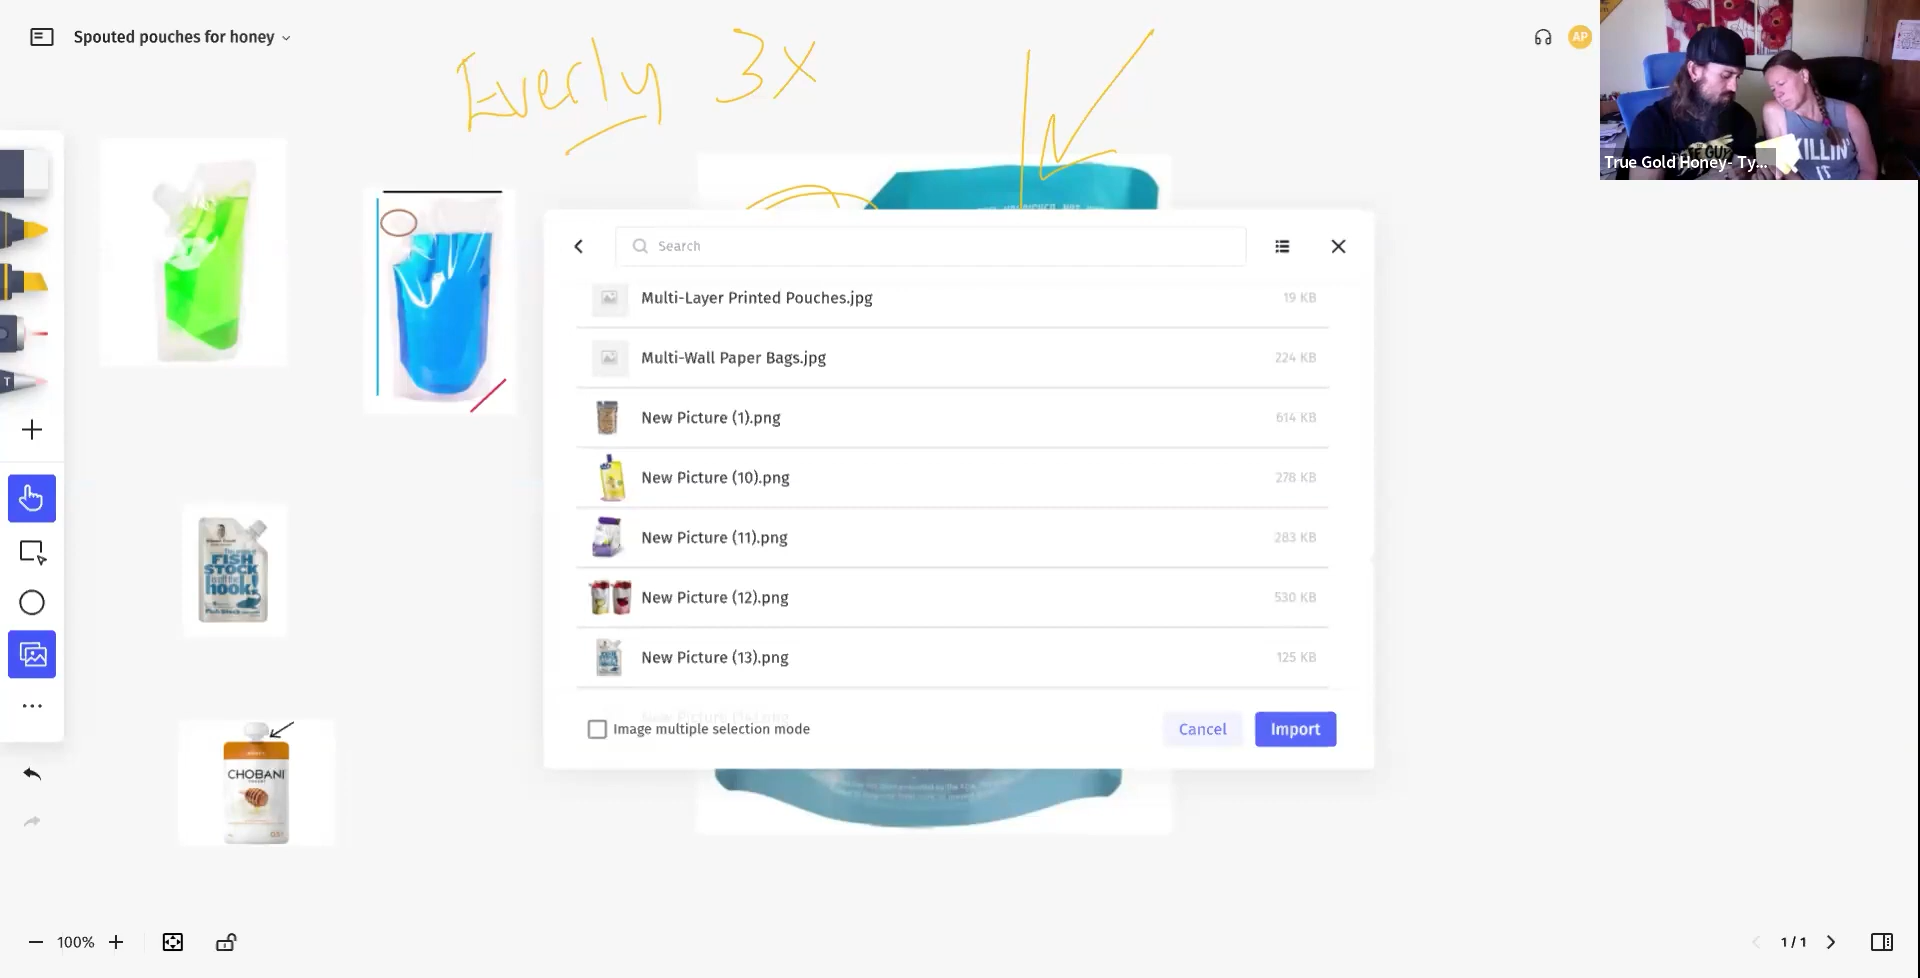 Spouted pouches for honey
Everly 3x
AP
True Gold Honey- Ty...
KILLIN'
IT
Search
Multi-Layer Printed Pouches.jpg
19 KB
Multi-Wall Paper Bags.jpg
224 KB
New Picture (1).png
614 KB
New Picture (10).png
278 KB
New Picture (11).png
283 KB
New Picture (12).png
530 KB
New Picture (13).png
125 KB
Image multiple selection mode
Cancel
Import
T
FISH
STOCK
hook!
CHOBANI
100%
1 / 1